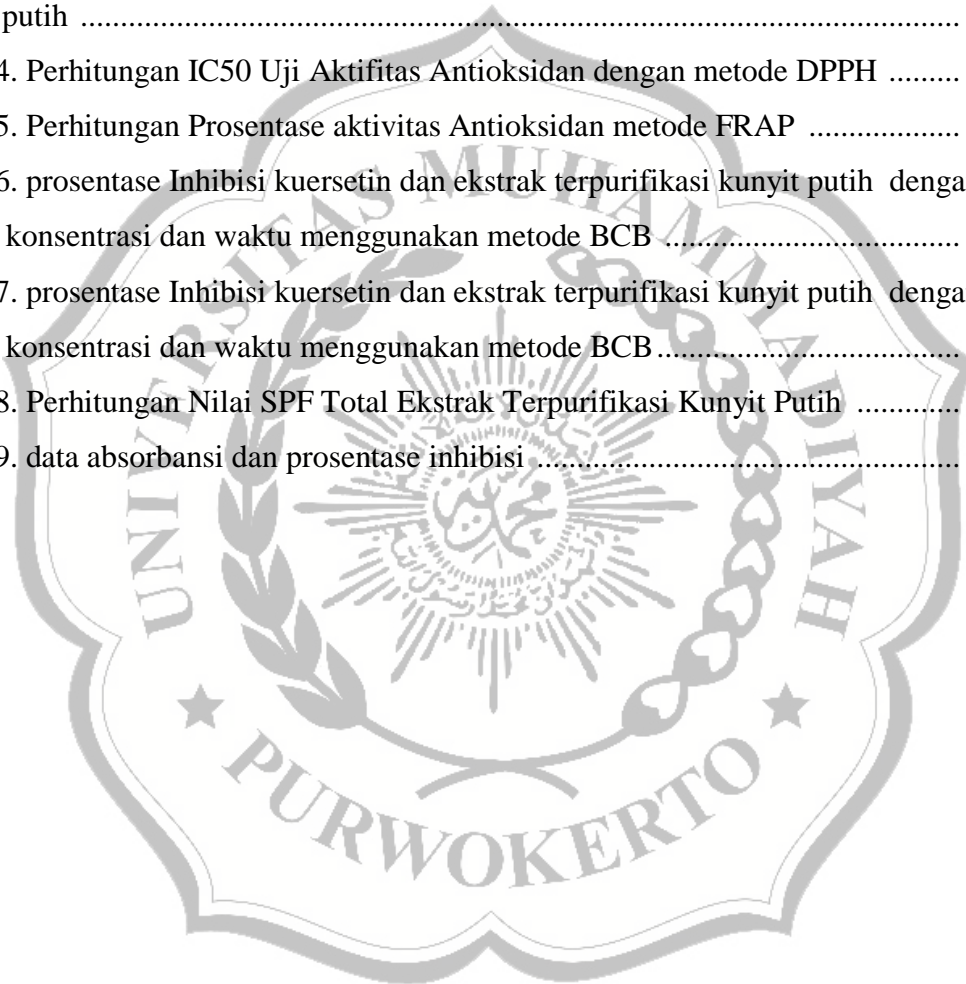 putih ....................................................................................................
4. Perhitungan IC50 Uji Aktifitas Antioksidan dengan metode DPPH .........
5. Perhitungan Prosentase aktivitas Antioksidan metode FRAP ...................
6. prosentase Inhibisi kuersetin dan ekstrak terpurifikasi kunyit putih denga
konsentrasi dan waktu menggunakan metode BCB ....................................
7. prosentase Inhibisi kuersetin dan ekstrak terpurifikasi kunyit putih denga
konsentrasi dan waktu menggunakan metode BCB....................................
8. Perhitungan Nilai SPF Total Ekstrak Terpurifikasi Kunyit Putih .............
9. data absorbansi dan prosentase inhibisi ...................................................
UNIVERSITAS MUHAMMADIYAH
PURWOKERTO